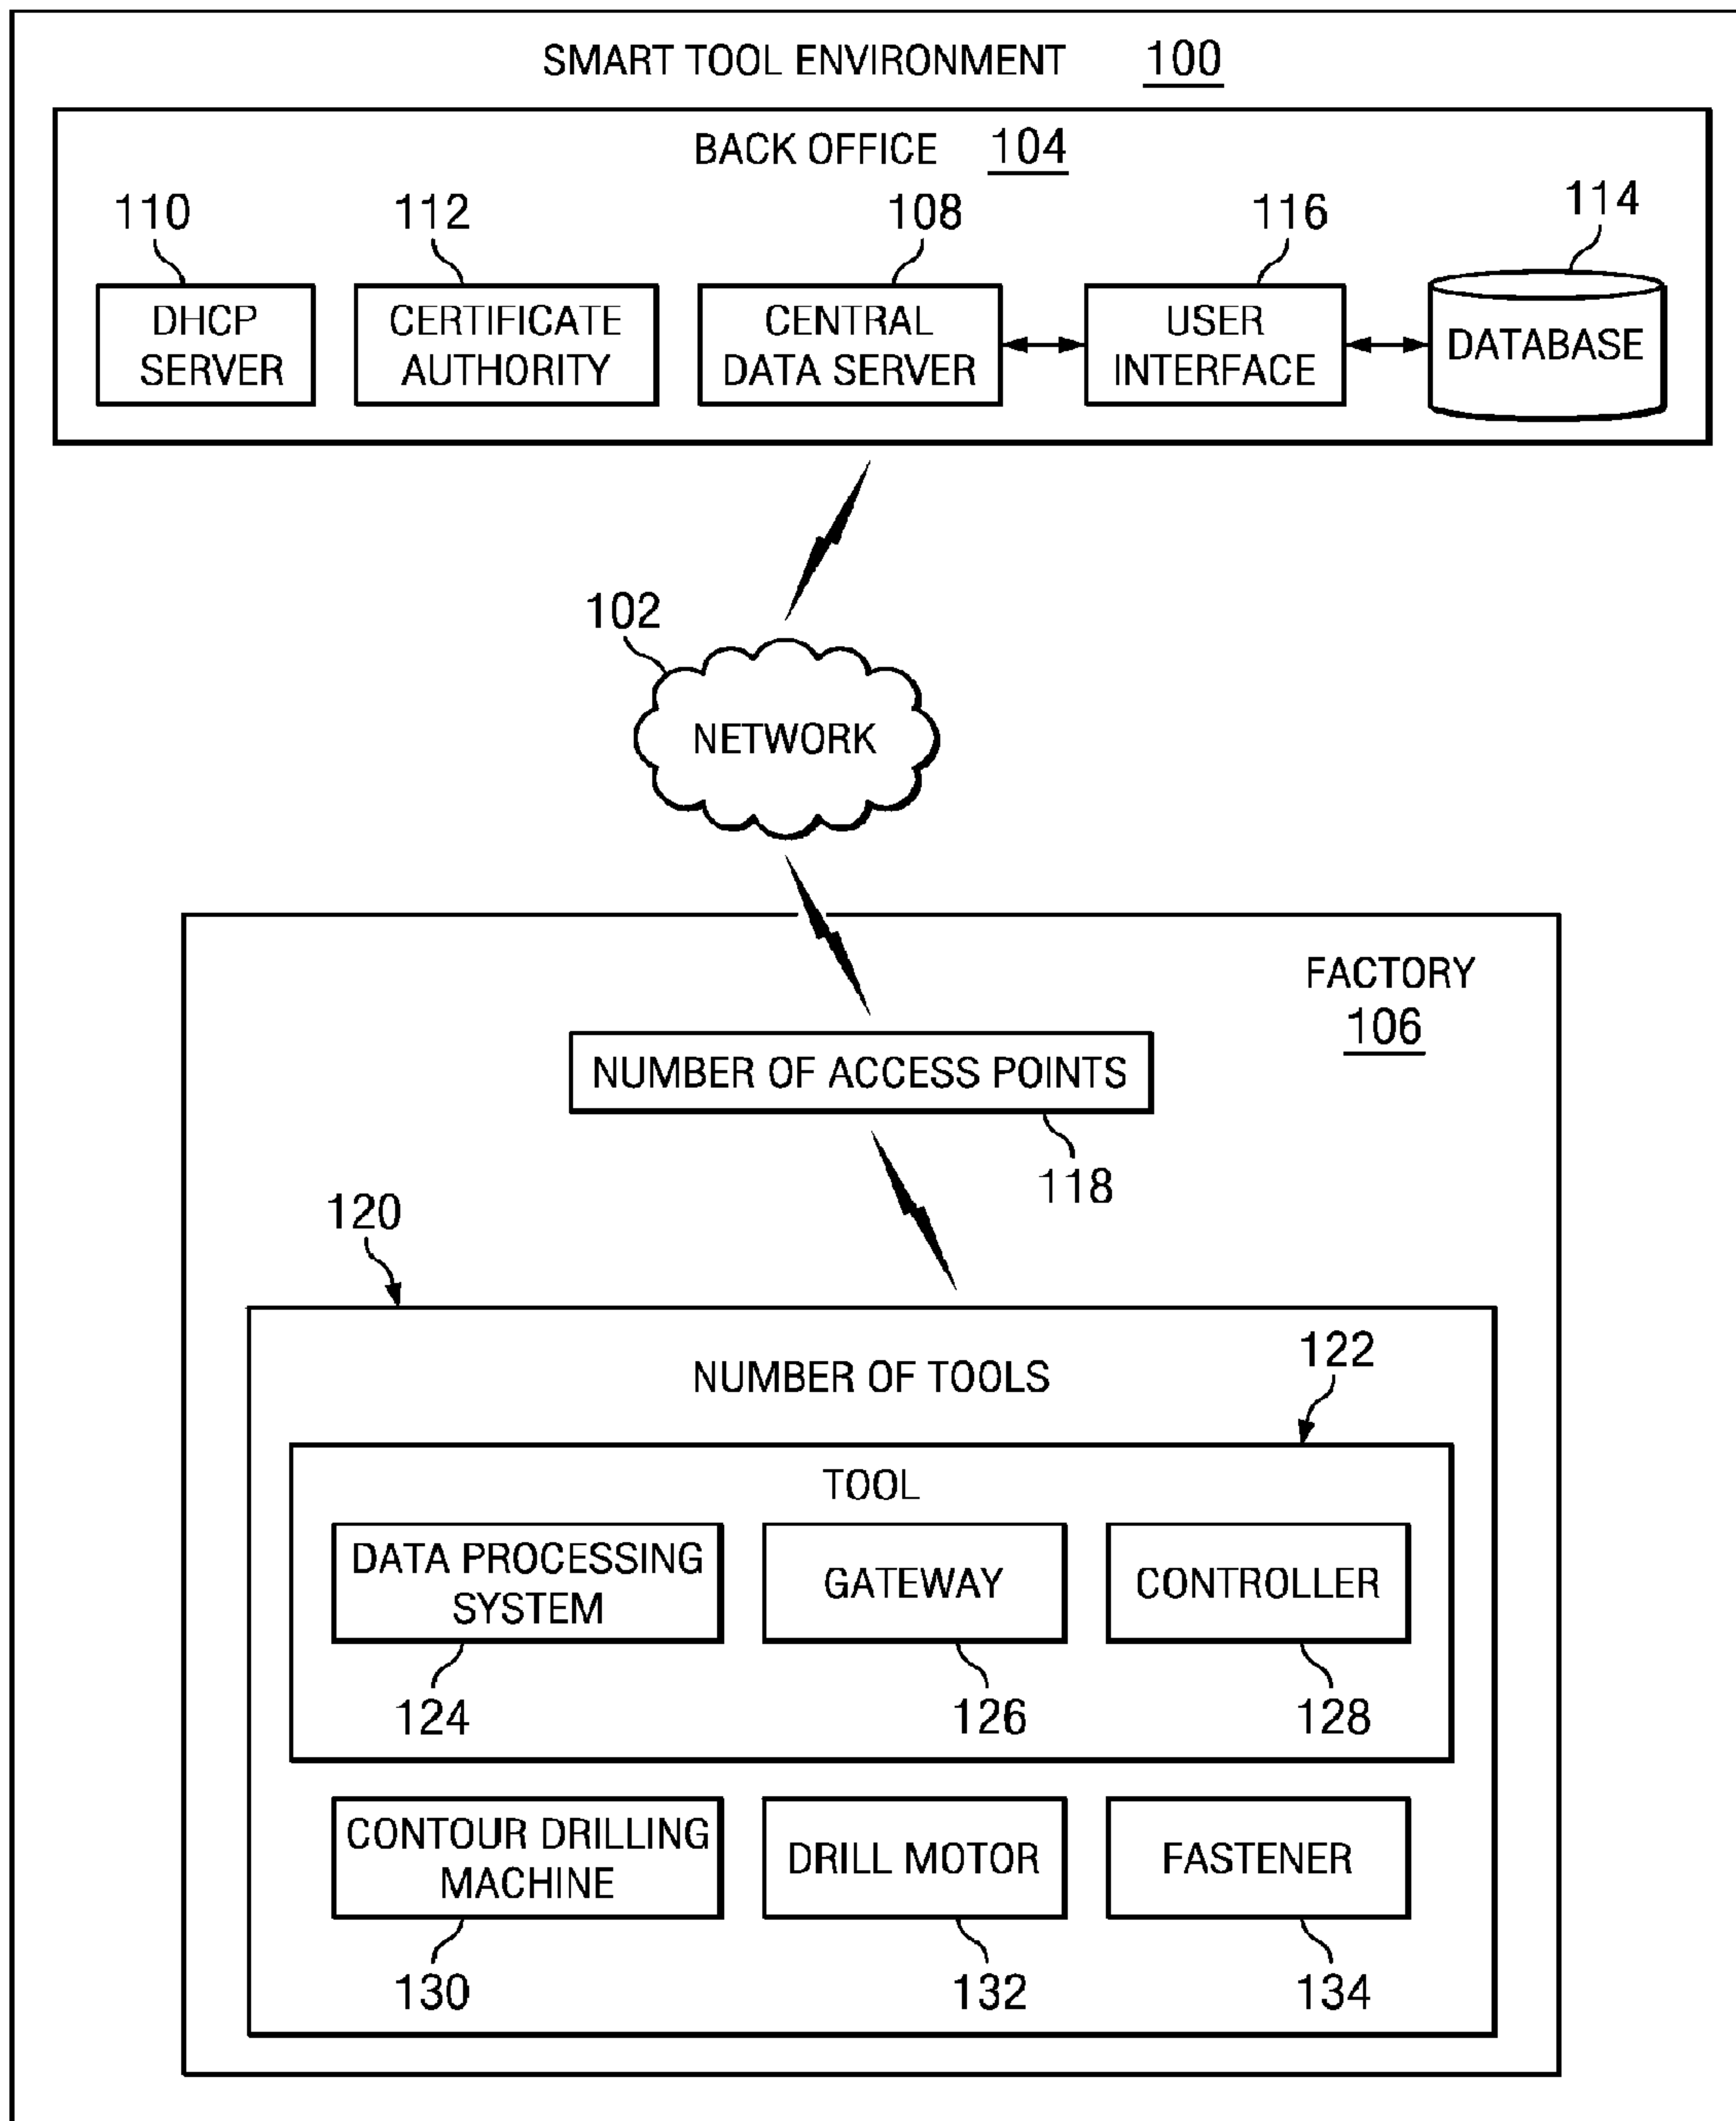 SMART TOOL ENVIRONMENT 100
BACK OFFICE 104
110
112
108
116
114
DHCP
SERVER
CERTIFICATE
AUTHORITY
CENTRAL
DATA SERVER
USER
INTERFACE
DATABASE
102
NETWORK
FACTORY
106
NUMBER OF ACCESS POINTS
118
120
NUMBER OF TOOLS
122
TOOL
DATA PROCESSING
SYSTEM
GATEWAY
CONTROLLER
124
126
128
CONTOUR DRILLING
MACHINE
DRILL MOTOR
FASTENER
130
132
134